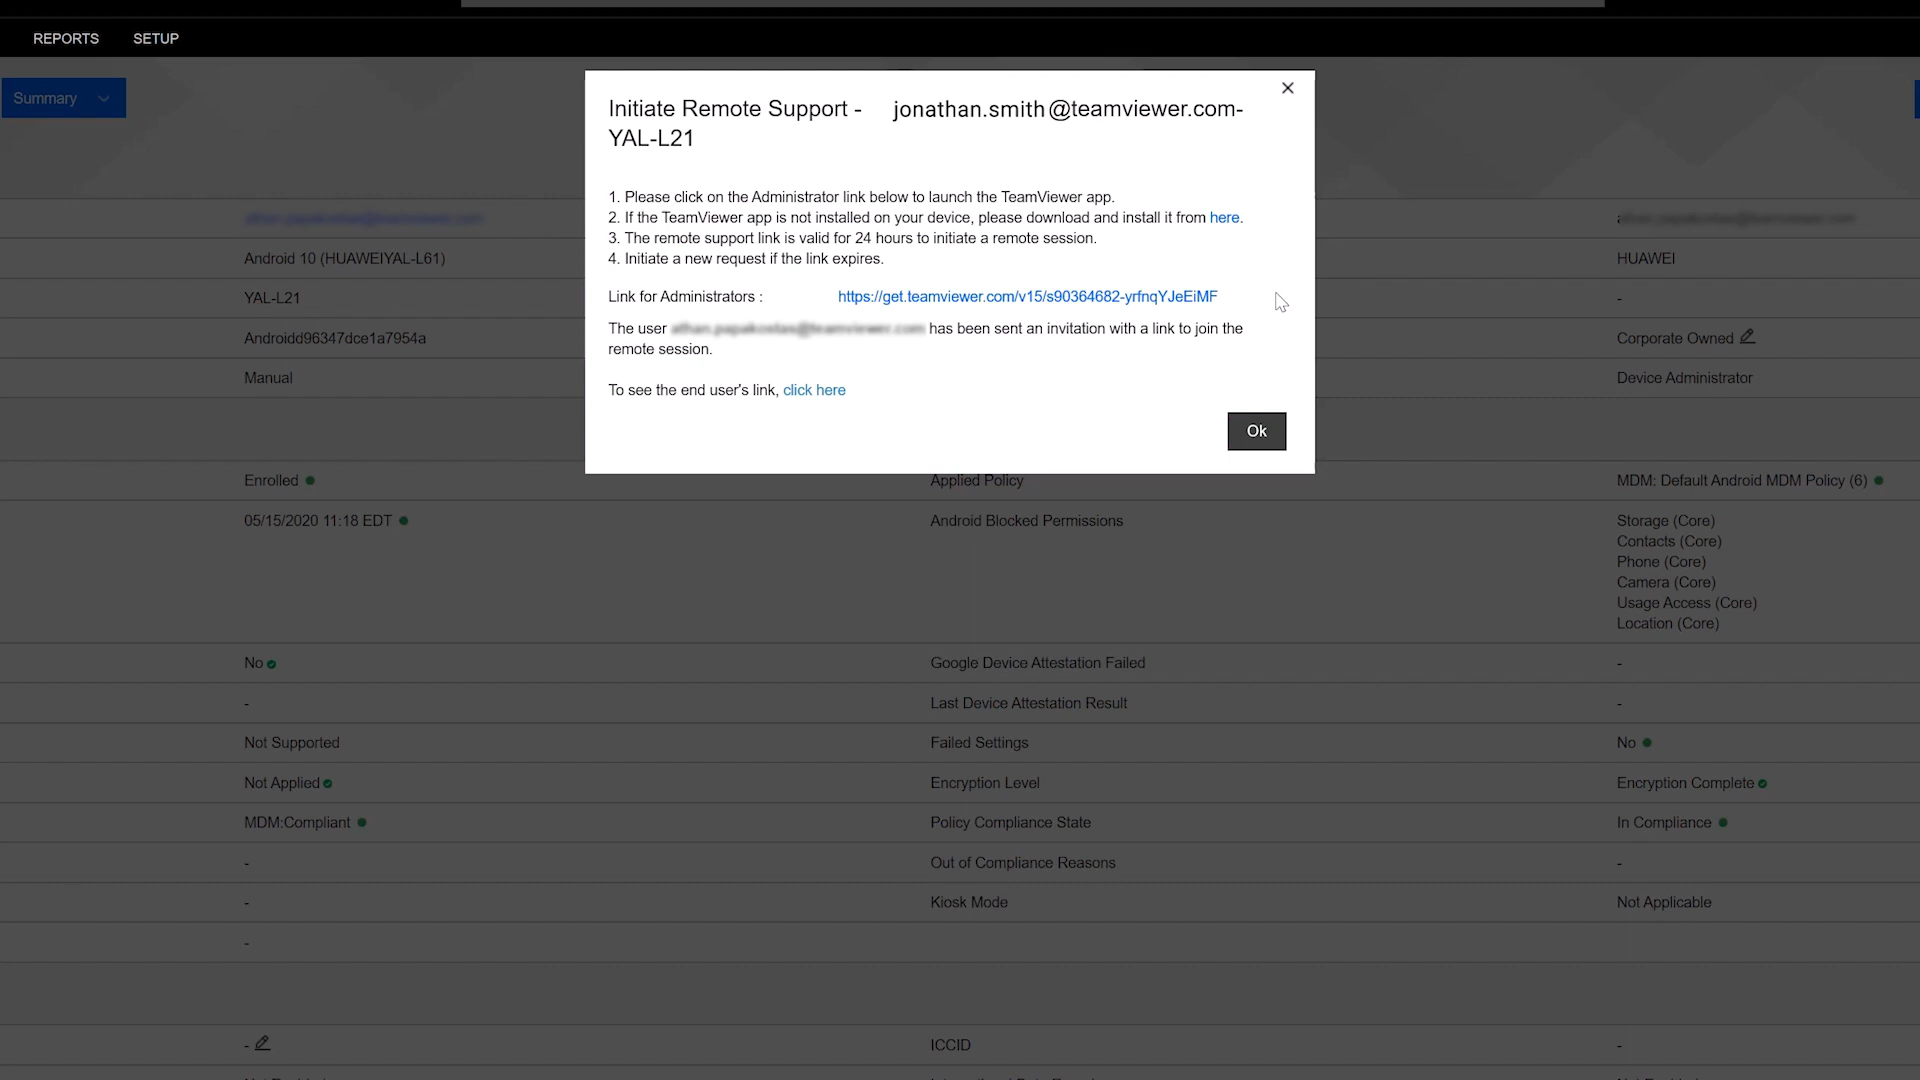 REPORTS SETUP
Summary
Initiate Remote Support - jonathan.smith@teamviewer.com-
YAL-L21
1. Please click on the Administrator link below to launch the TeamViewer app.
2. If the TeamViewer app is not installed on your device, please download and install it from here.
3. The remote support link is valid for 24 hours to initiate a remote session.
4. Initiate a new request if the link expires.
Link for Administrators : https://get.teamviewer.com/v15/s90364682-yrfnqYJeEiMF
The user has been sent an invitation with a link to join the
remote session.
To see the end user's link, click here
Ok
Android 10 (HUAWEIYAL-L61) HUAWEI
YAL-L21 -
Androidd96347dce1a7954a Corporate Owned
Manual Device Administrator
Enrolled Applied Policy MDM: Default Android MDM Policy (6)
05/15/2020 11:18 EDT Android Blocked Permissions Storage (Core)
Contacts (Core)
Phone (Core)
Camera (Core)
Usage Access (Core)
Location (Core)
No Google Device Attestation Failed -
- Last Device Attestation Result -
Not Supported Failed Settings No
Not Applied Encryption Level Encryption Complete
MDM:Compliant Policy Compliance State In Compliance
- Out of Compliance Reasons -
- Kiosk Mode Not Applicable
-
- ICCID -